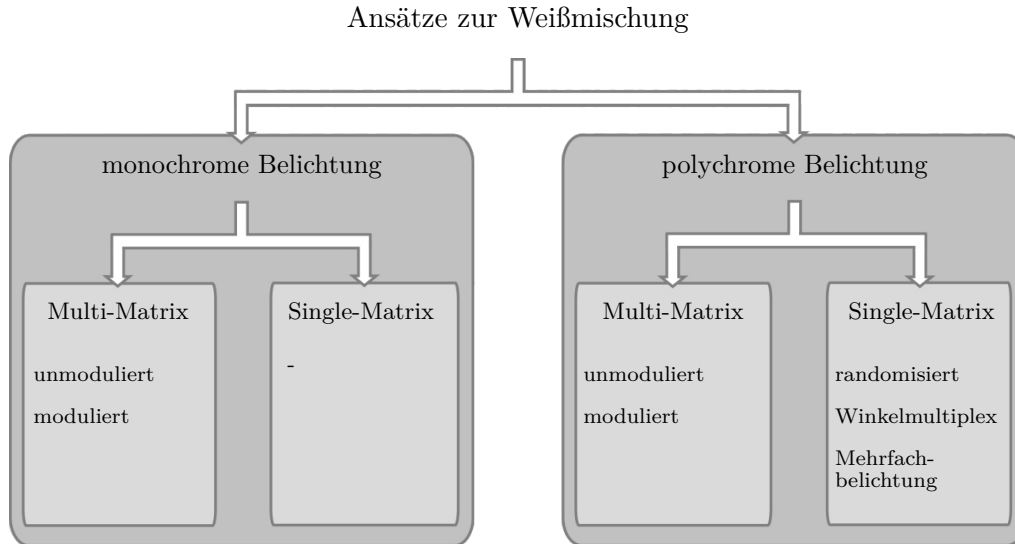 Ansätze zur Weißmischung
monochrome Belichtung
Multi-Matrix
unmoduliert
moduliert
Single-Matrix
-
polychrome Belichtung
Multi-Matrix
unmoduliert
moduliert
Single-Matrix
randomisiert
Winkelmultiplex
Mehrfach-
belichtung